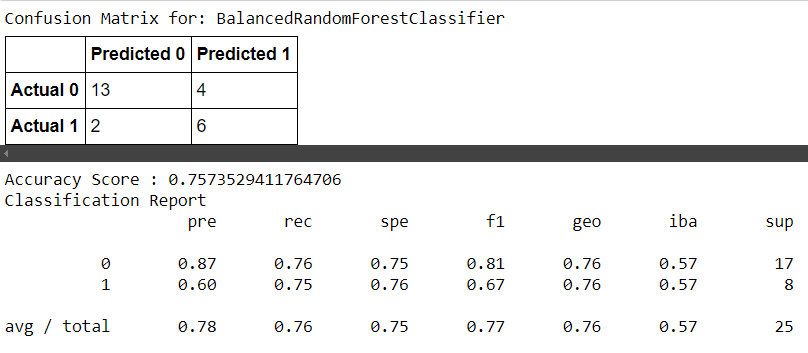 Confusion Matrix for: BalancedRandomForestClassifier
Predicted 0 Predicted 1
Actual 0 13 4
Actual 1 2 6
Accuracy Score : 0.7573529411764706
Classification Report
pre rec spe f1 geo iba sup
0 0.87 0.76 0.75 0.81 0.76 0.57 17
1 0.60 0.75 0.76 0.67 0.76 0.57 8
avg / total 0.78 0.76 0.75 0.77 0.76 0.57 25